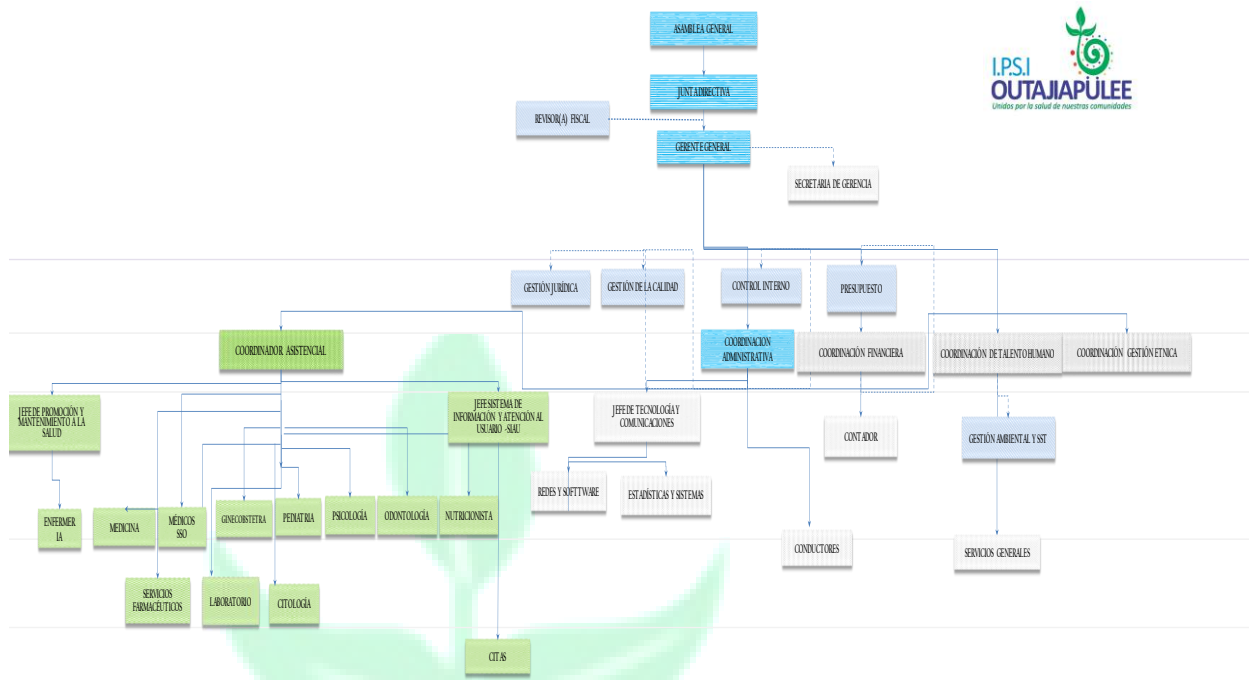 ASAMBLEA GENERAL
I.P.S.I
OUTAJIAPÜLEE
Unidos por la salud de nuestras comunidades
JUNTA DIRECTIVA
REVISOR(A) FISCAL
GERENTE GENERAL
SECRETARIA DE GERENCIA
GESTIÓN JURÍDICA
GESTIÓN DE LA CALIDAD
CONTROL INTERNO
PRESUPUESTO
COORDINADOR ASISTENCIAL
COORDINACION
ADMINISTRATIVA
COORDINACIÓN FINANCIERA
COORDINACIÓN DE TALENTO HUMANO
COORDINACIÓN GESTIÓN ETNICA
JEFE DE PROMOCIÓN Y
MANTENIMIENTO A LA
SALUD
JEFE SISTEMA DE
INFORMACIÓN Y ATENCIÓN AL
USUARIO -SIAU
JEFE DE TECNOLOGÍA Y
COMUNICACIONES
CONTADOR
GESTIÓN AMBIENTAL Y SST
ENFERMER
IA
MEDICINA
MÉDICOS
SSO
GINECOBSTETRA
PEDIATRIA
PSICOLOGÍA
ODONTOLOGÍA
NUTRICIONISTA
REDES Y SOFTTWARE
ESTADÍSTICAS Y SISTEMAS
CONDUCTORES
SERVICIOS GENERALES
SERVICIOS
FARMACÉUTICOS
LABORATORIO
CITOLOGÍA
CITAS